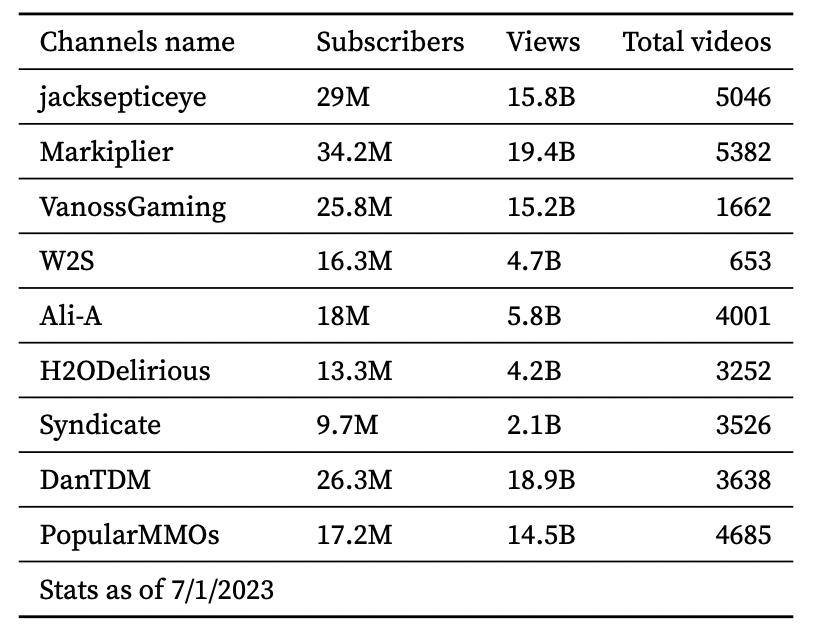 Channels name Subscribers Views Total videos
jacksepticeye 29M 15.8B 5046
Markiplier 34.2M 19.4B 5382
VanossGaming 25.8M 15.2B 1662
W2S 16.3M 4.7B 653
Ali-A 18M 5.8B 4001
H2ODelirious 13.3M 4.2B 3252
Syndicate 9.7M 2.1B 3526
DanTDM 26.3M 18.9B 3638
PopularMMOs 17.2M 14.5B 4685
Stats as of 7/1/2023